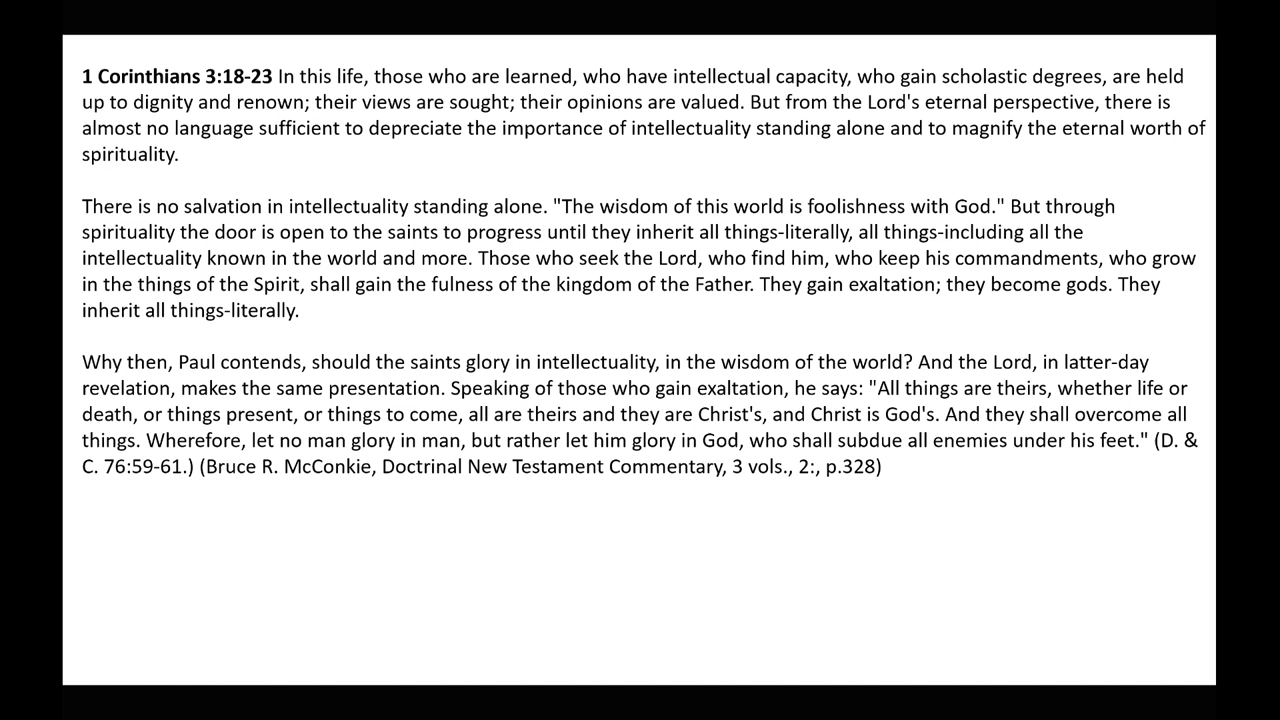 1 Corinthians 3:18-23 In this life, those who are learned, who have intellectual capacity, who gain scholastic degrees, are held
up to dignity and renown; their views are sought; their opinions are valued. But from the Lord's eternal perspective, there is
almost no language sufficient to depreciate the importance of intellectuality standing alone and to magnify the eternal worth of
spirituality.
There is no salvation in intellectuality standing alone. "The wisdom of this world is foolishness with God." But through
spirituality the door is open to the saints to progress until they inherit all things-literally, all things-including all the
intellectuality known in the world and more. Those who seek the Lord, who find him, who keep his commandments, who grow
in the things of the Spirit, shall gain the fulness of the kingdom of the Father. They gain exaltation; they become gods. They
inherit all things-literally.
Why then, Paul contends, should the saints glory in intellectuality, in the wisdom of the world? And the Lord, in latter-day
revelation, makes the same presentation. Speaking of those who gain exaltation, he says: "All things are theirs, whether life or
death, or things present, or things to come, all are theirs and they are Christ's, and Christ is God's. And they shall overcome all
things. Wherefore, let no man glory in man, but rather let him glory in God, who shall subdue all enemies under his feet." (D. &
C. 76:59-61.) (Bruce R. McConkie, Doctrinal New Testament Commentary, 3 vols., 2:, p.328)